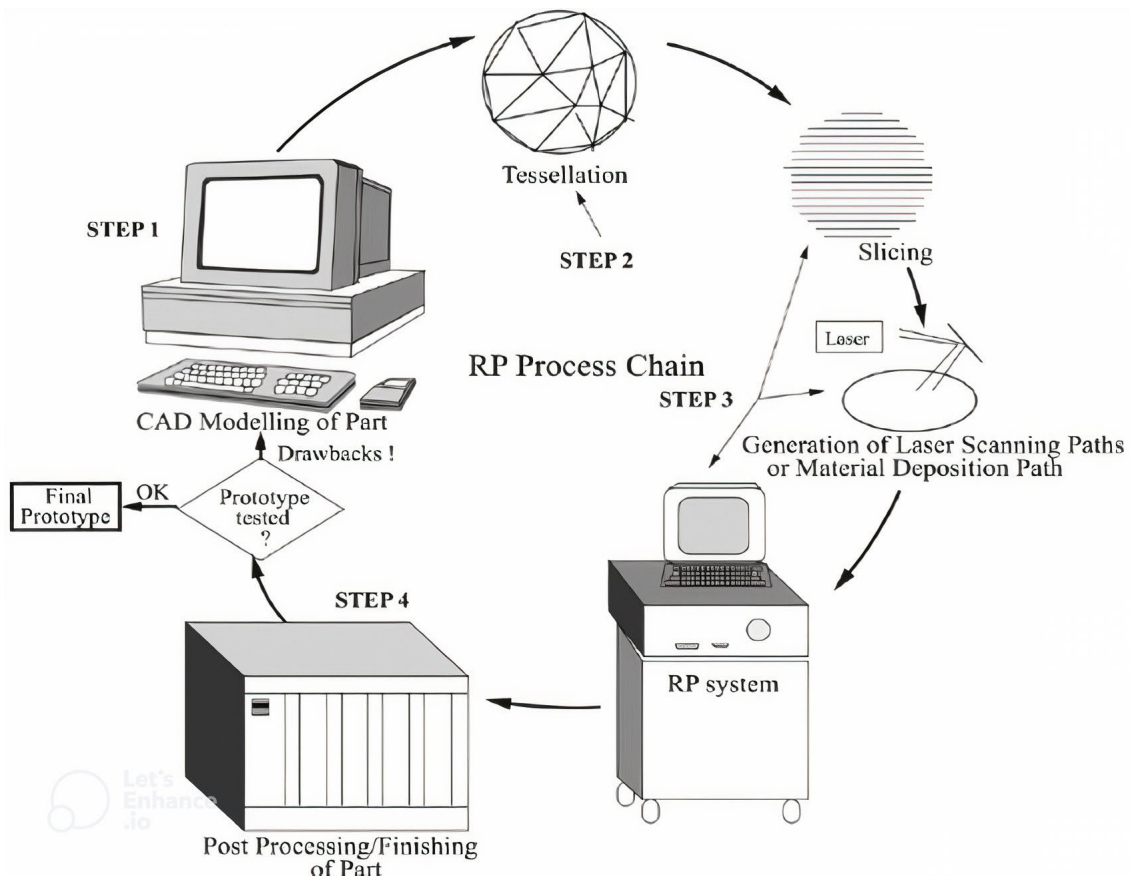 Tessellation
STEP 1
STEP 2
Slicing
Laser
RP Process Chain
STEP 3
CAD Modelling of Part
Generation of Laser Scanning Paths
or Material Deposition Path
Drawbacks !
Final
Prototype
OK
Prototype
tested
?
STEP 4
RP system
Let's
Enhance
.io
Post Processing/Finishing
of Part